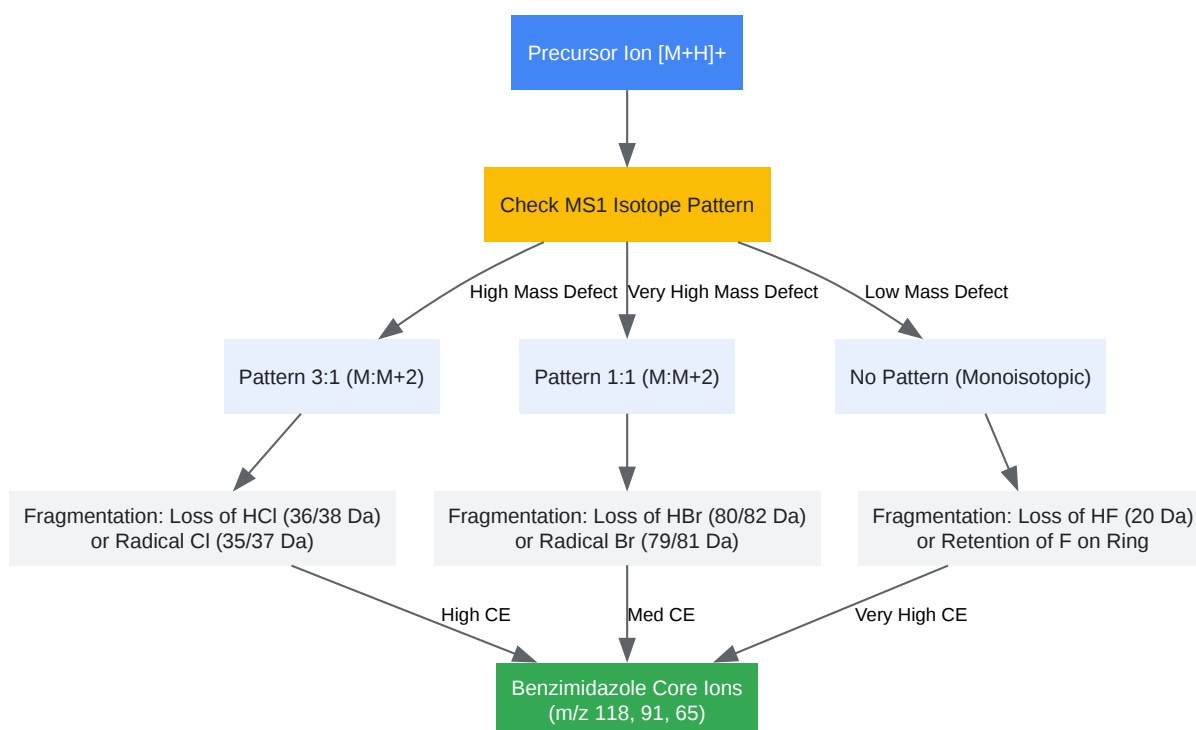 Precursor Ion [M+H]+
Check MS1 Isotope Pattern
High Mass Defect
Very High Mass Defect
Low Mass Defect
Pattern 3:1 (M:M+2)
Pattern 1:1 (M:M+2)
No Pattern (Monoisotopic)
Fragmentation: Loss of HCl (36/38 Da)
or Radical Cl (35/37 Da)
Fragmentation: Loss of HBr (80/82 Da)
or Radical Br (79/81 Da)
Fragmentation: Loss of HF (20 Da)
or Retention of F on Ring
High CE
Med CE
Very High CE
Benzimidazole Core Ions
(m/z 118, 91, 65)